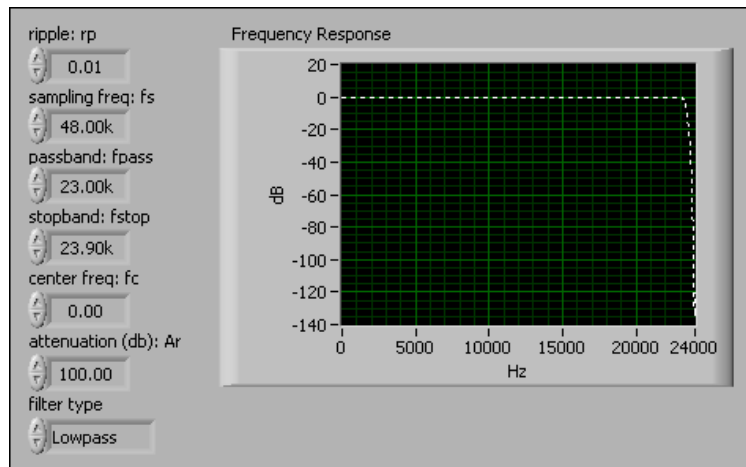 ripple: rp
0.01
sampling freq: fs
48.00k
passband: fpass
23.00k
stopband: fstop
23.90k
center freq: fc
0.00
attenuation (db): Ar
100.00
filter type
Lowpass
Frequency Response
20
0
-20
-40
-60
-80
-100
-120
-140
dB
0 5000 10000 15000 20000 24000
Hz